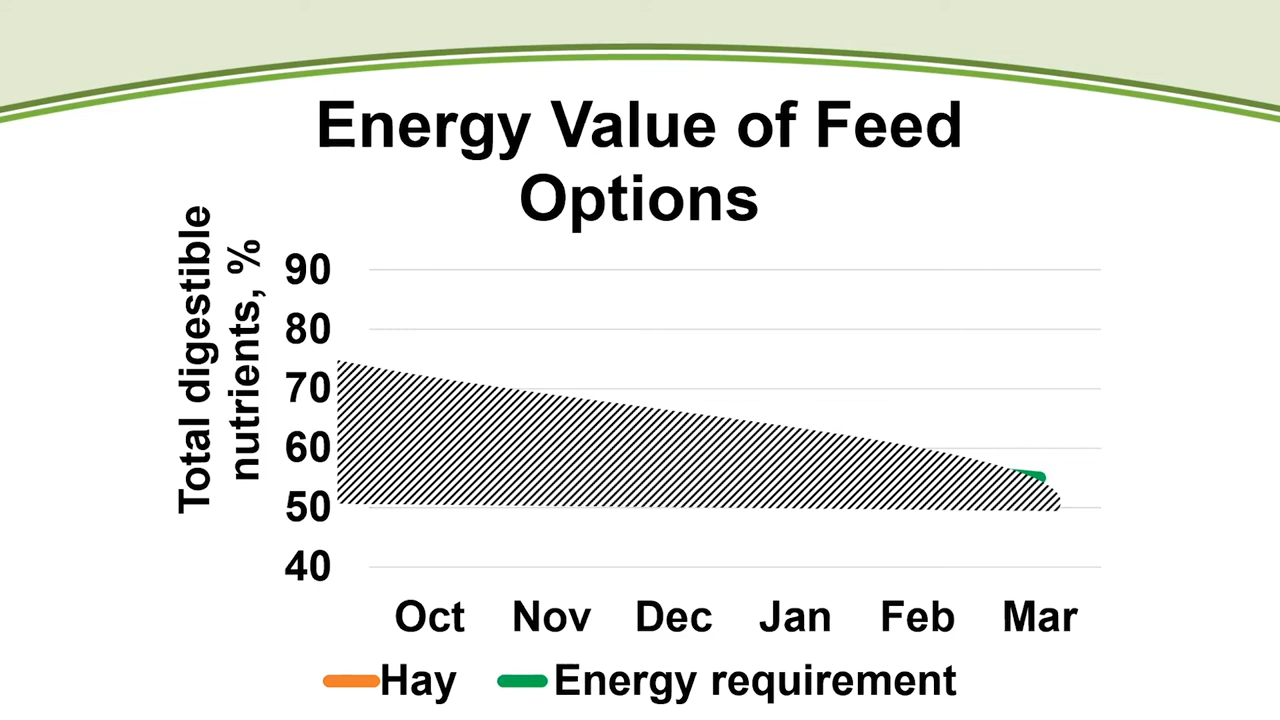 Energy Value of Feed
Options
Total digestible
nutrients, %
90
80
70
60
50
40
Oct Nov Dec Jan Feb Mar
Hay Energy requirement